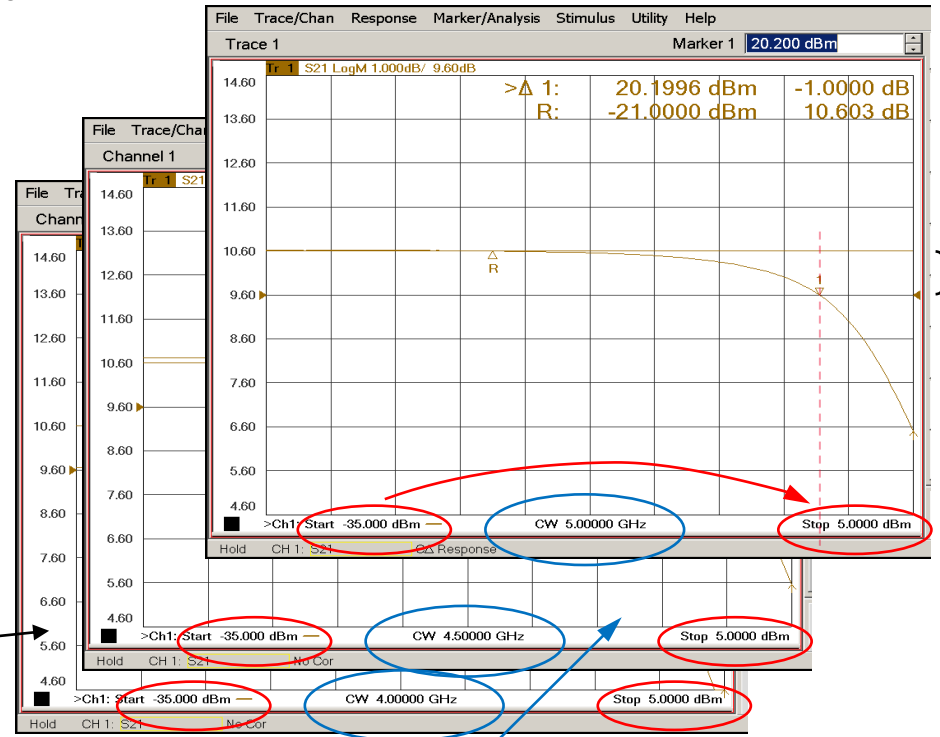 File Trace/Chan Response Marker/Analysis Stimulus Utility Help
Trace 1 Marker 1 20.200 dBm
Tr 1 S21 LogM 1.000dB/ 9.60dB
14.60
>Δ 1: 20.1996 dBm -1.0000 dB
R: -21.0000 dBm 10.603 dB
13.60
12.60
11.60
10.60
R
1
9.60
8.60
7.60
6.60
5.60
4.60
>Ch1: Start -35.000 dBm CW 5.00000 GHz Stop 5.0000 dBm
Hold CH 1: S21 CΔ Response
File Trace/Cha
Channel 1
Tr 1 S21
14.60
13.60
12.60
11.60
10.60
9.60
8.60
7.60
6.60
5.60
4.60
>Ch1: Start -35.000 dBm CW 4.50000 GHz Stop 5.0000 dBm
Hold CH 1: S21 No Cor
File Tra
Chann
14.60
13.60
12.60
11.60
10.60
9.60
8.60
7.60
6.60
5.60
4.60
>Ch1: Start -35.000 dBm CW 4.00000 GHz Stop 5.0000 dBm
Hold CH 1: S21 No Cor